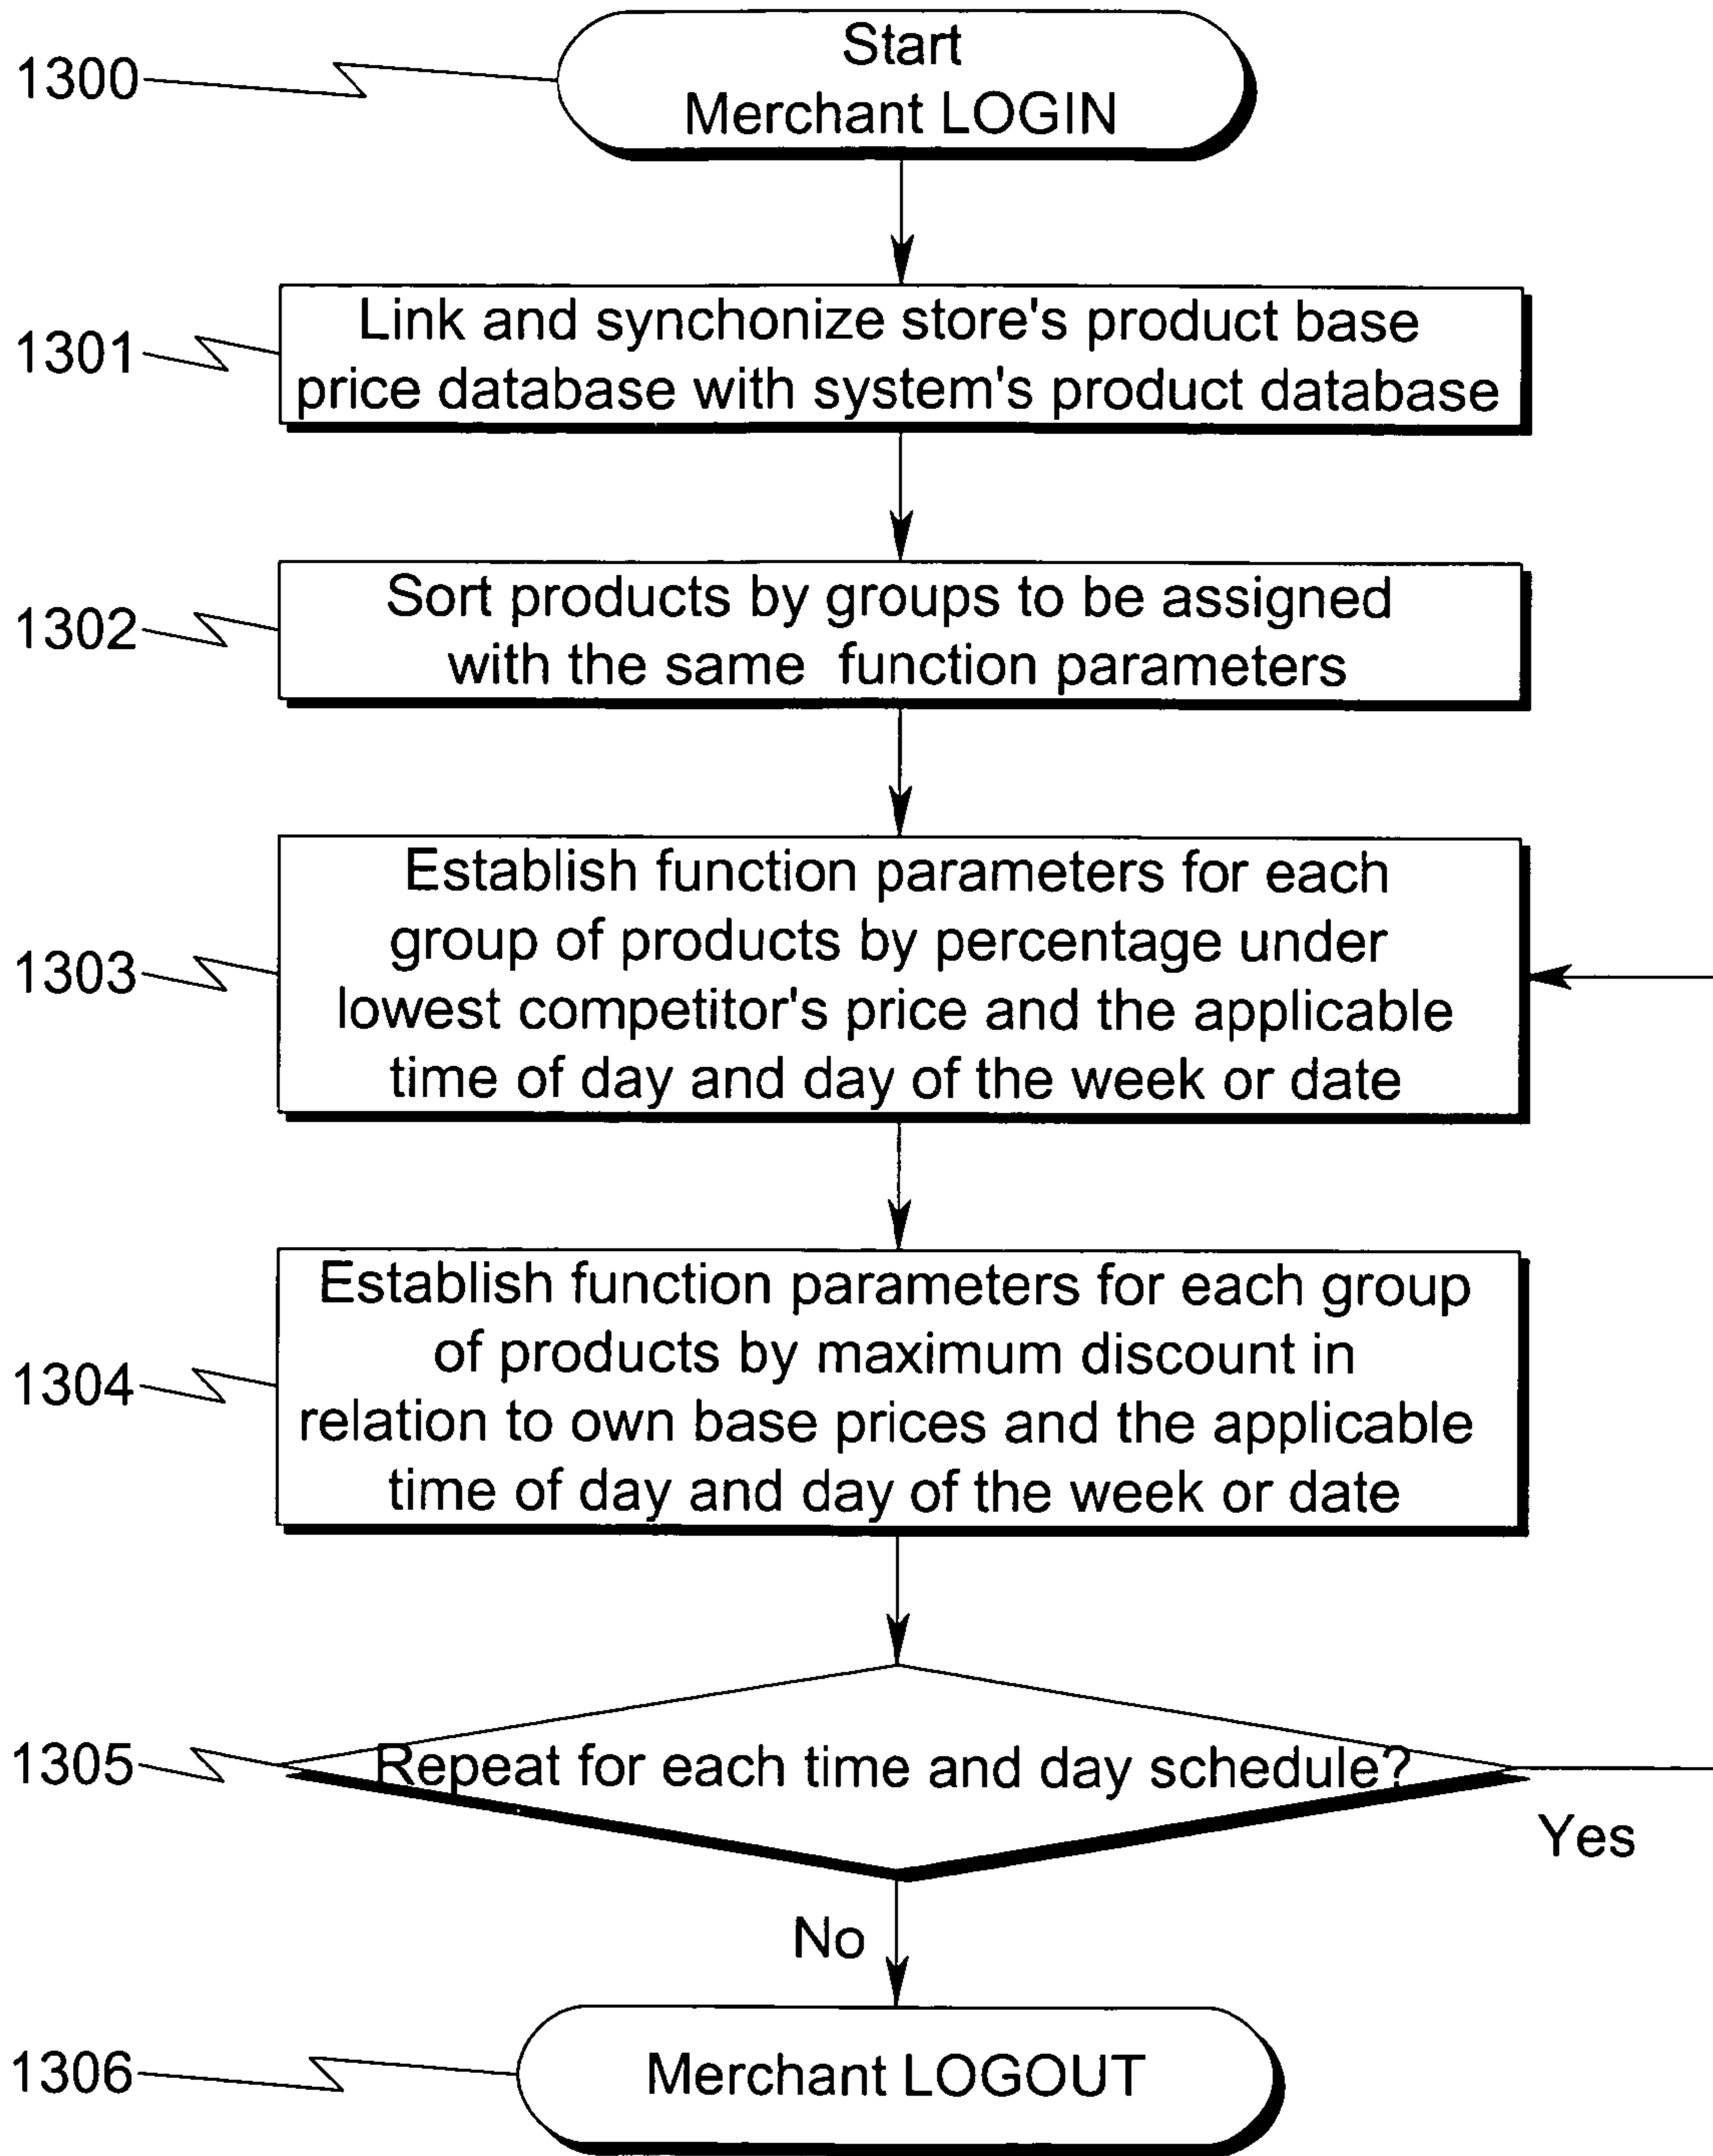 1300
Start
Merchant LOGIN
1301
Link and synchonize store's product base
price database with system's product database
1302
Sort products by groups to be assigned
with the same function parameters
1303
Establish function parameters for each
group of products by percentage under
lowest competitor's price and the applicable
time of day and day of the week or date
1304
Establish function parameters for each group
of products by maximum discount in
relation to own base prices and the applicable
time of day and day of the week or date
1305
Repeat for each time and day schedule?
Yes
No
1306
Merchant LOGOUT